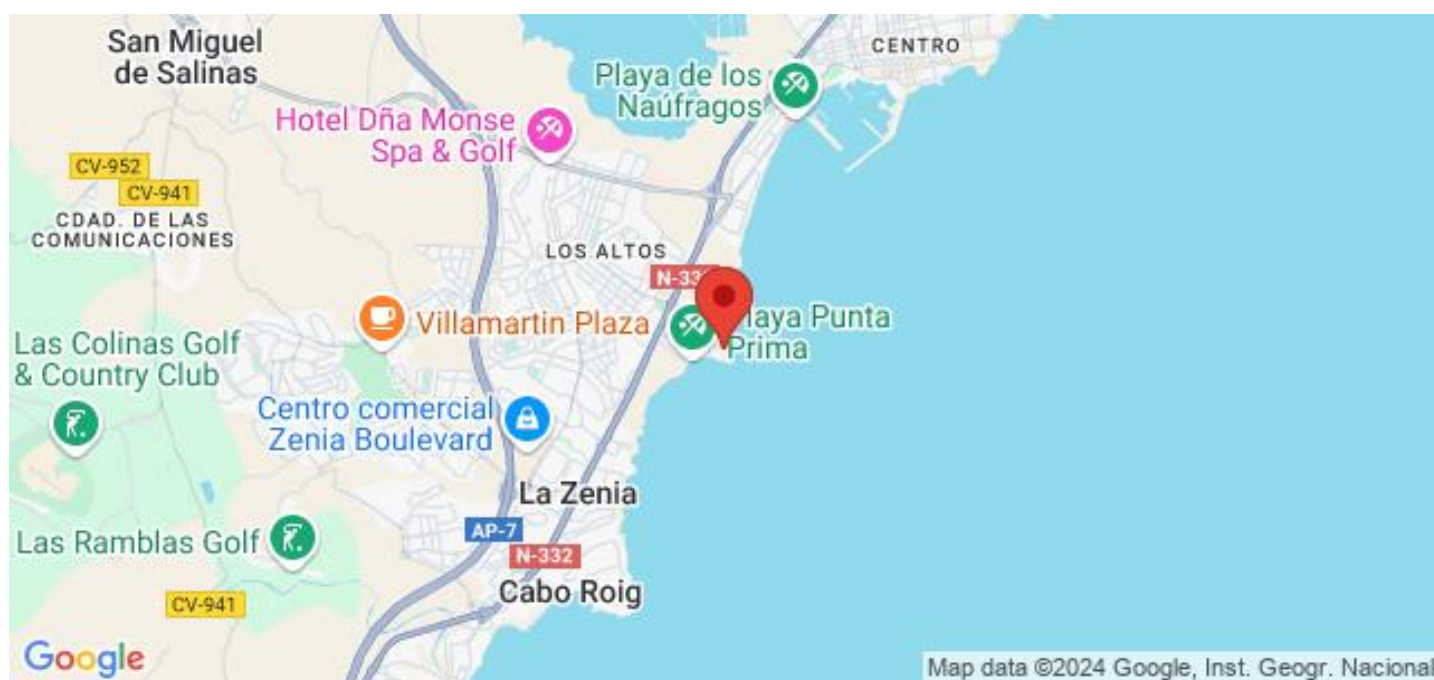 San Miguel
de Salinas
CENTRO
Playa de los
Naúfragos
Hotel Dña Monse
Spa & Golf
CV-952
CV-941
CDAD. DE LAS
COMUNICACIONES
LOS ALTOS
Villamartin Plaza
Punta
Prima
Las Colinas Golf
& Country Club
Centro comercial
Zenia Boulevard
La Zenia
AP-7
Las Ramblas Golf
N-332
Cabo Roig
CV-941
Google
Map data ©2024 Google, Inst. Geogr. Nacional